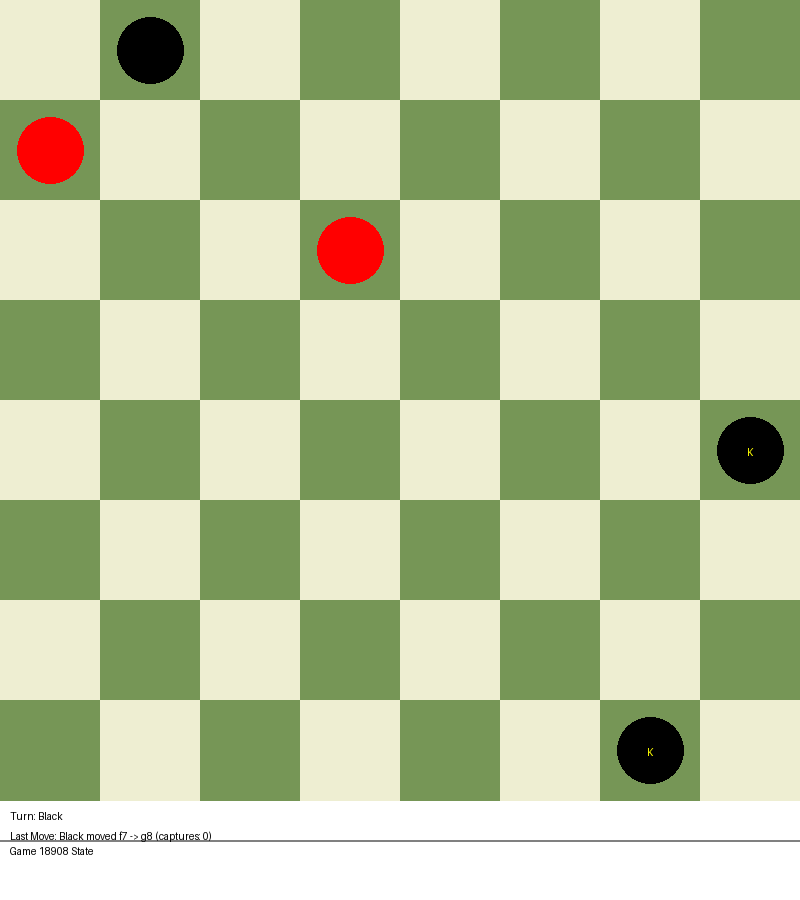 K
K
Turn: Black
Last Move: Black moved f7 -> g8 (captures: 0)
Game 18908 State